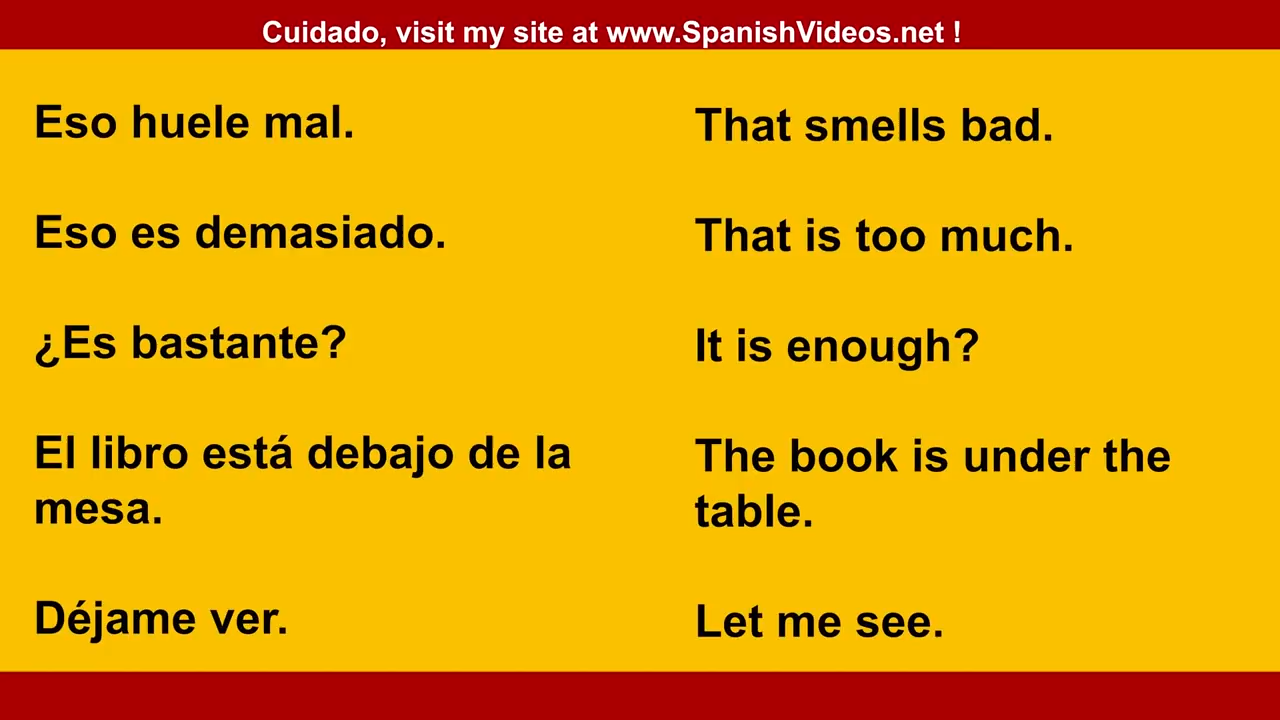 Cuidado, visit my site at www.SpanishVideos.net !
Eso huele mal.
That smells bad.
Eso es demasiado.
That is too much.
¿Es bastante?
It is enough?
El libro está debajo de la
mesa.
The book is under the
table.
Déjame ver.
Let me see.